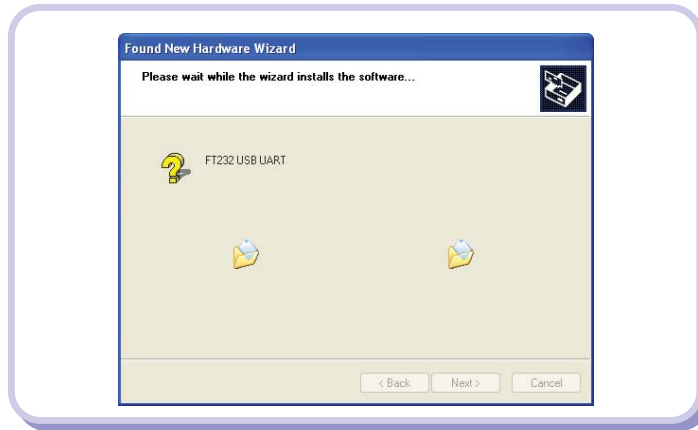 Found New Hardware Wizard
Please wait while the wizard installs the software...
FT232 USB UART
< Back
Next >
Cancel